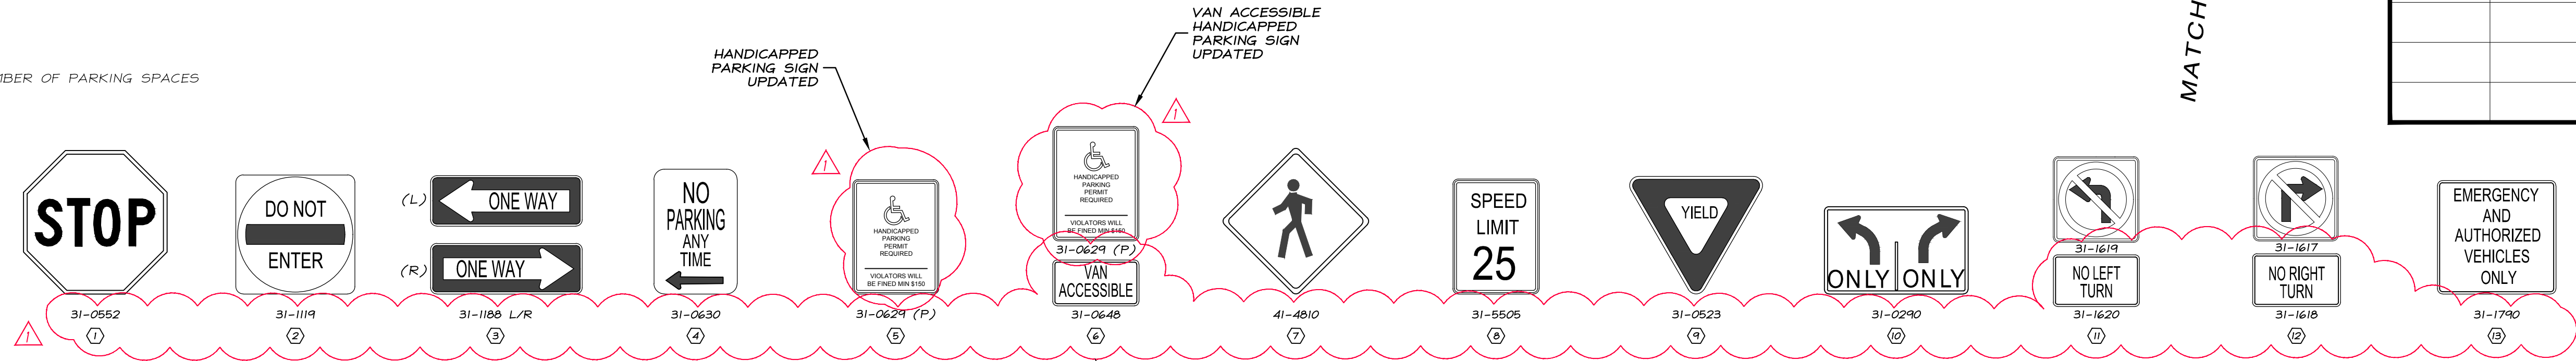 VAN ACCESSIBLE
HANDICAPPED
PARKING SIGN
UPDATED
MATCH
HANDICAPPED
PARKING SIGN
UPDATED
MBER OF PARKING SPACES
1
STOP
31-0552
1
DO NOT
ENTER
31-1119
2
(L) ONE WAY
(R) ONE WAY
31-1188 L/R
3
NO
PARKING
ANY
TIME
31-0630
4
1
HANDICAPPED
PARKING
PERMIT
REQUIRED
VIOLATORS WILL
BE FINED MIN $150
31-0629 (P)
5
1
HANDICAPPED
PARKING
PERMIT
REQUIRED
VIOLATORS WILL
BE FINED MIN
31-0629 (P)
VAN
ACCESSIBLE
31-0648
6
41-4810
7
SPEED
LIMIT
25
31-5505
8
YIELD
31-0523
9
ONLY ONLY
31-0290
10
31-1619
NO LEFT
TURN
31-1620
11
31-1617
NO RIGHT
TURN
31-1618
12
EMERGENCY
AND
AUTHORIZED
VEHICLES
ONLY
31-1790
13